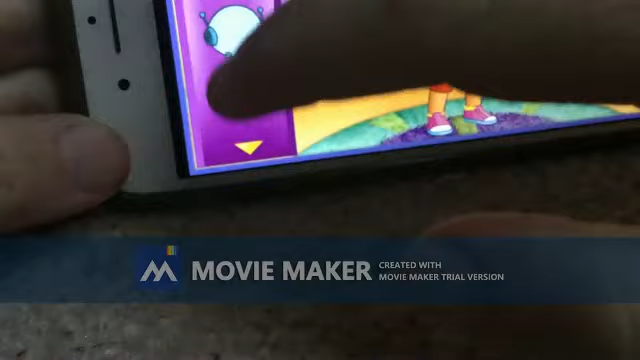 MOVIE MAKER
CREATED WITH
MOVIE MAKER TRIAL VERSION